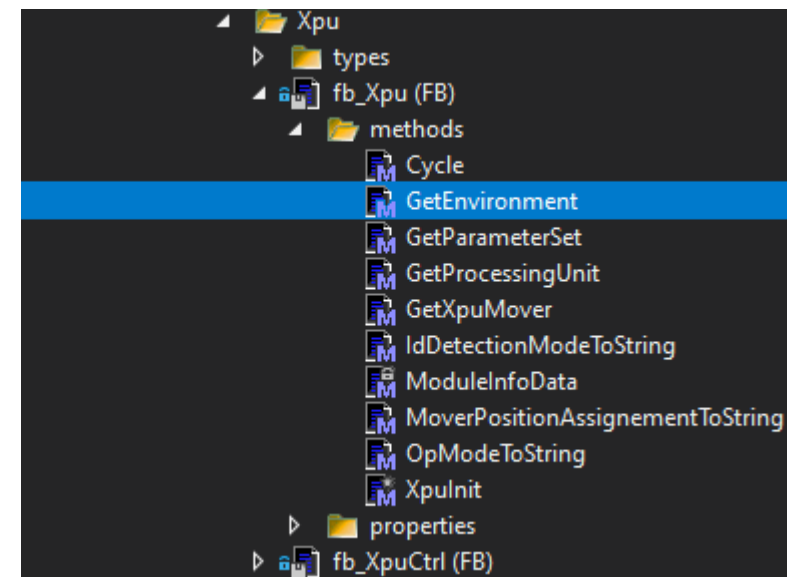 Xpu
types
fb_Xpu (FB)
methods
Cycle
GetEnvironment
GetParameterSet
GetProcessingUnit
GetXpuMover
IdDetectionModeToString
ModuleInfoData
MoverPositionAssignementToString
OpModeToString
XpuInit
properties
fb_XpuCtrl (FB)